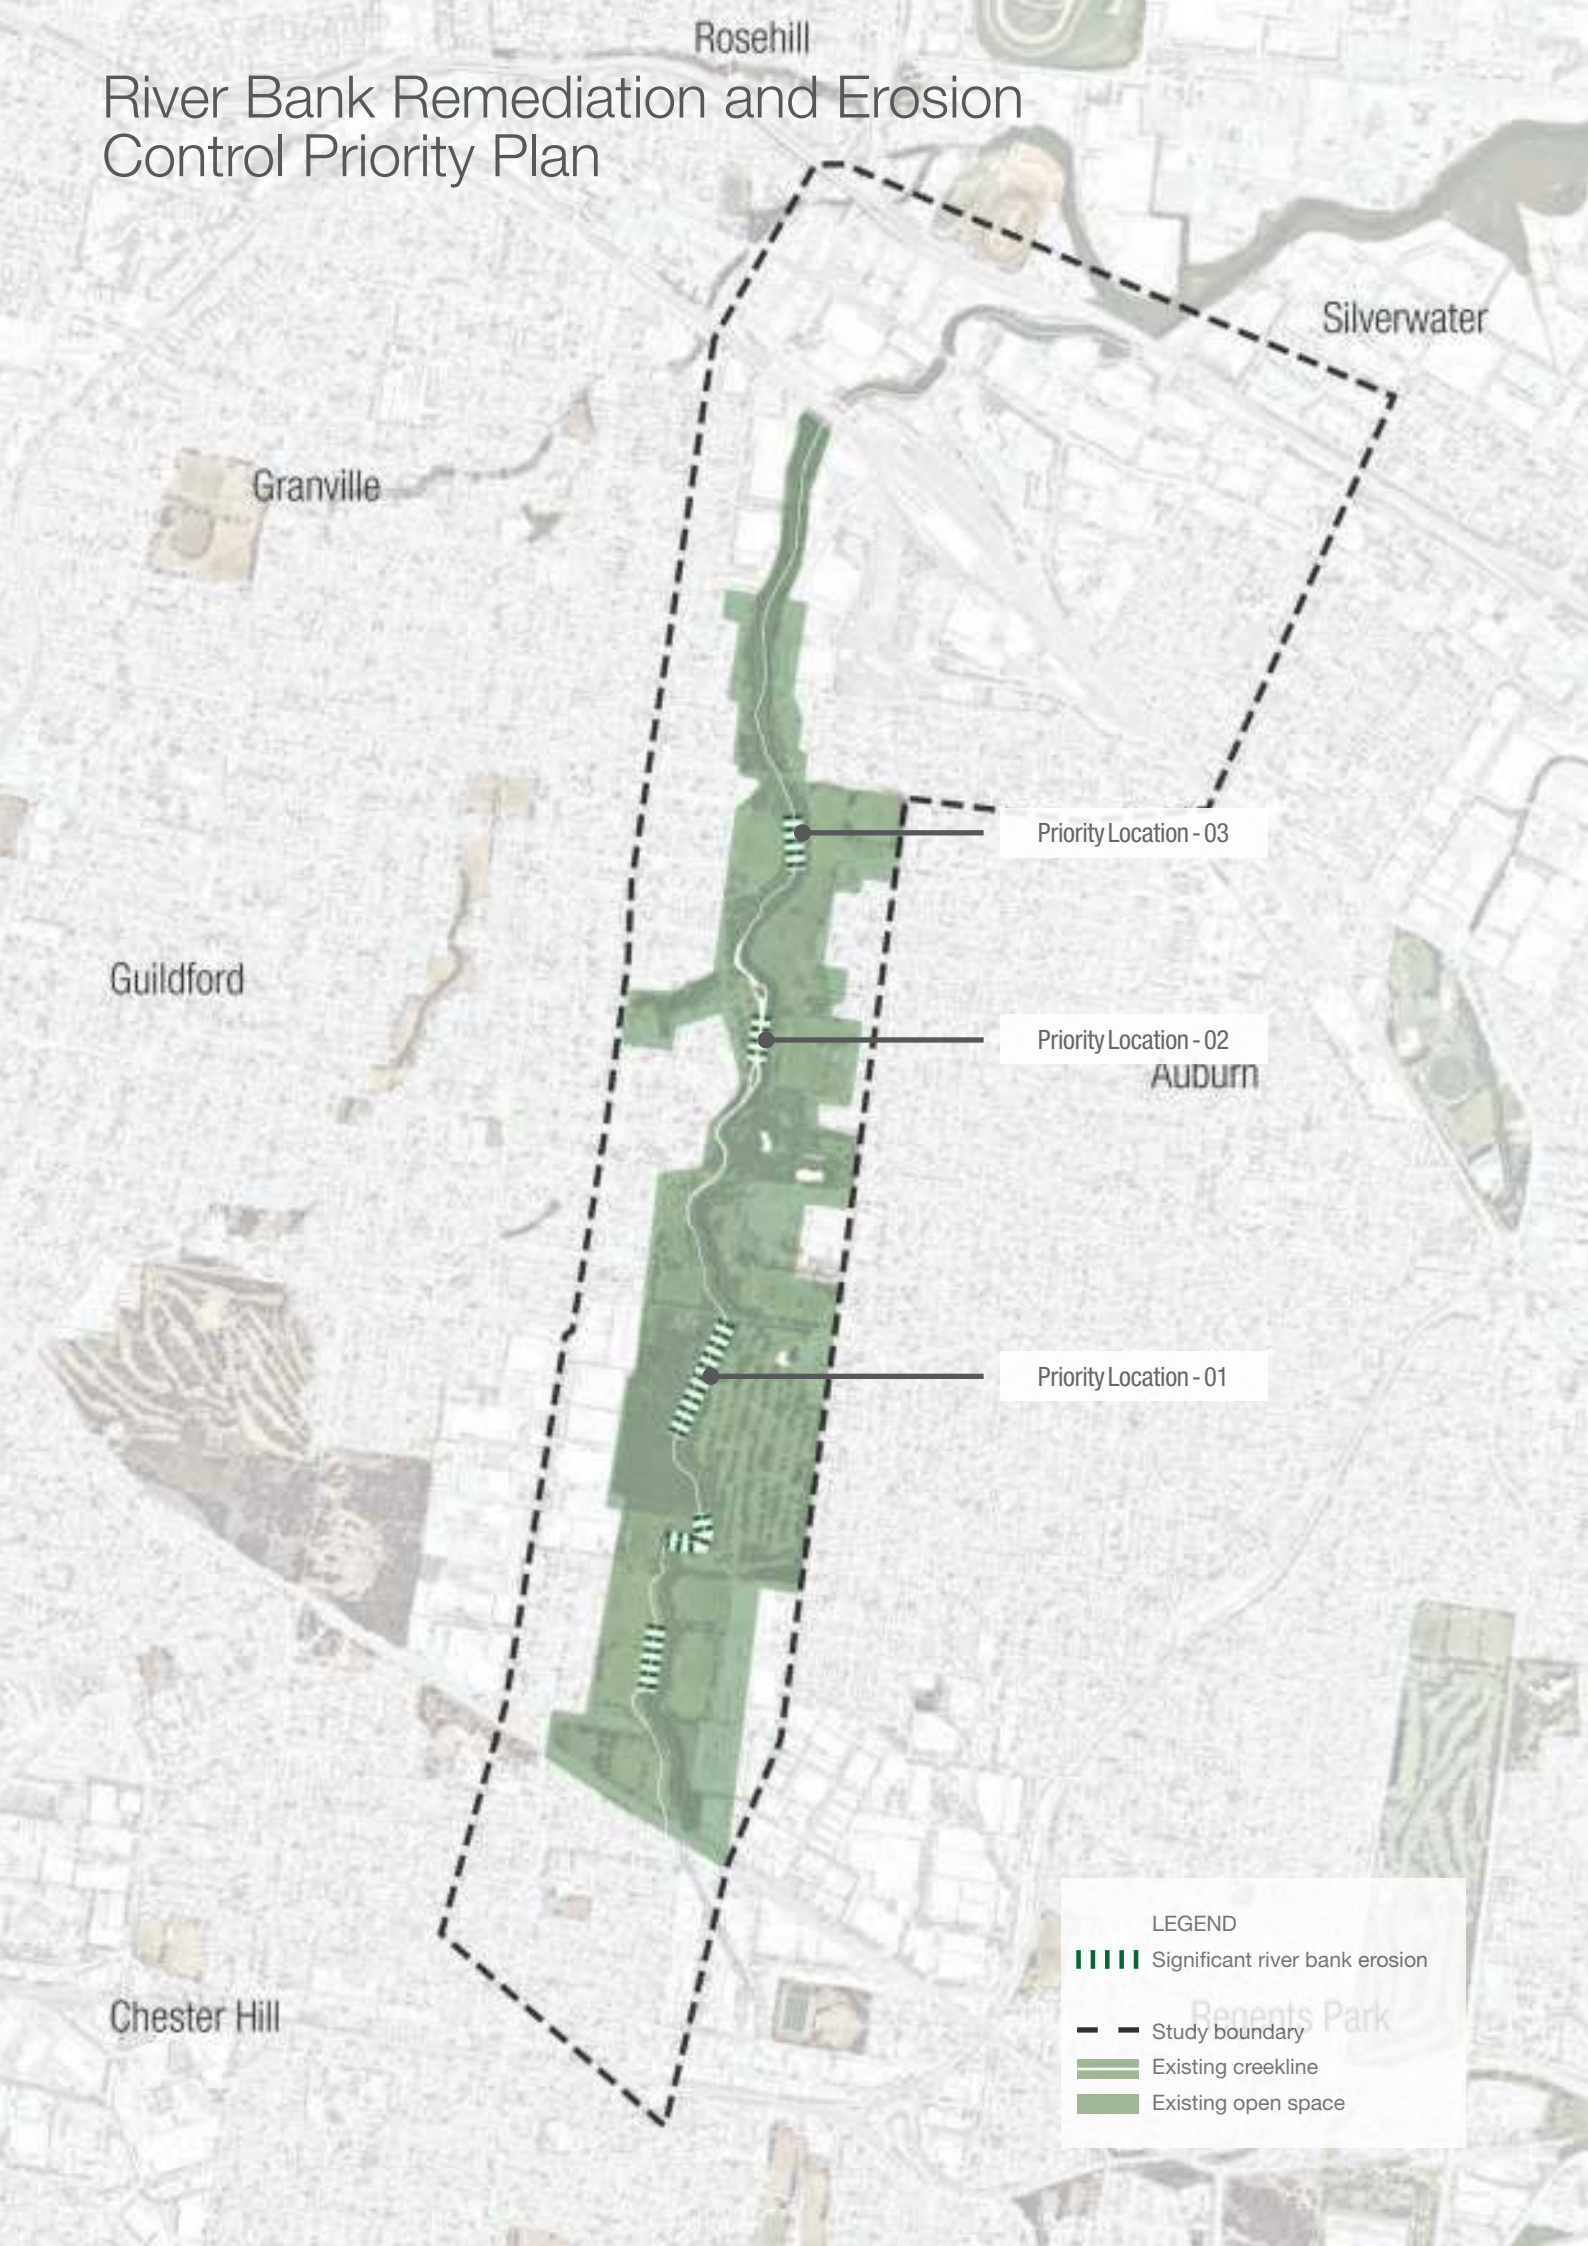 Rosehill
River Bank Remediation and Erosion
Control Priority Plan
Silverwater
Granville
Priority Location - 03
Guildford
Priority Location - 02
Auburn
Priority Location - 01
LEGEND
Significant river bank erosion
Regents Park
Chester Hill
Study boundary
Existing creekline
Existing open space